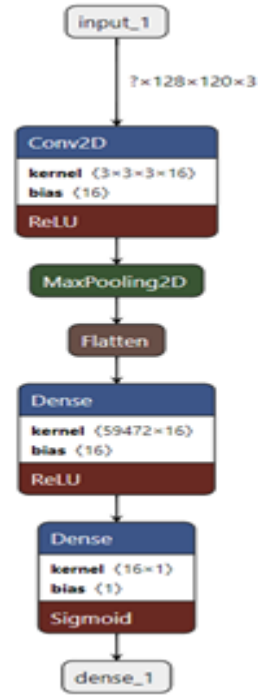 input_1
?×128×120×3
Conv2D
kernel ⟨3×3×3×16⟩
bias ⟨16⟩
ReLU
MaxPooling2D
Flatten
Dense
kernel ⟨59472×16⟩
bias ⟨16⟩
ReLU
Dense
kernel ⟨16×1⟩
bias ⟨1⟩
Sigmoid
dense_1